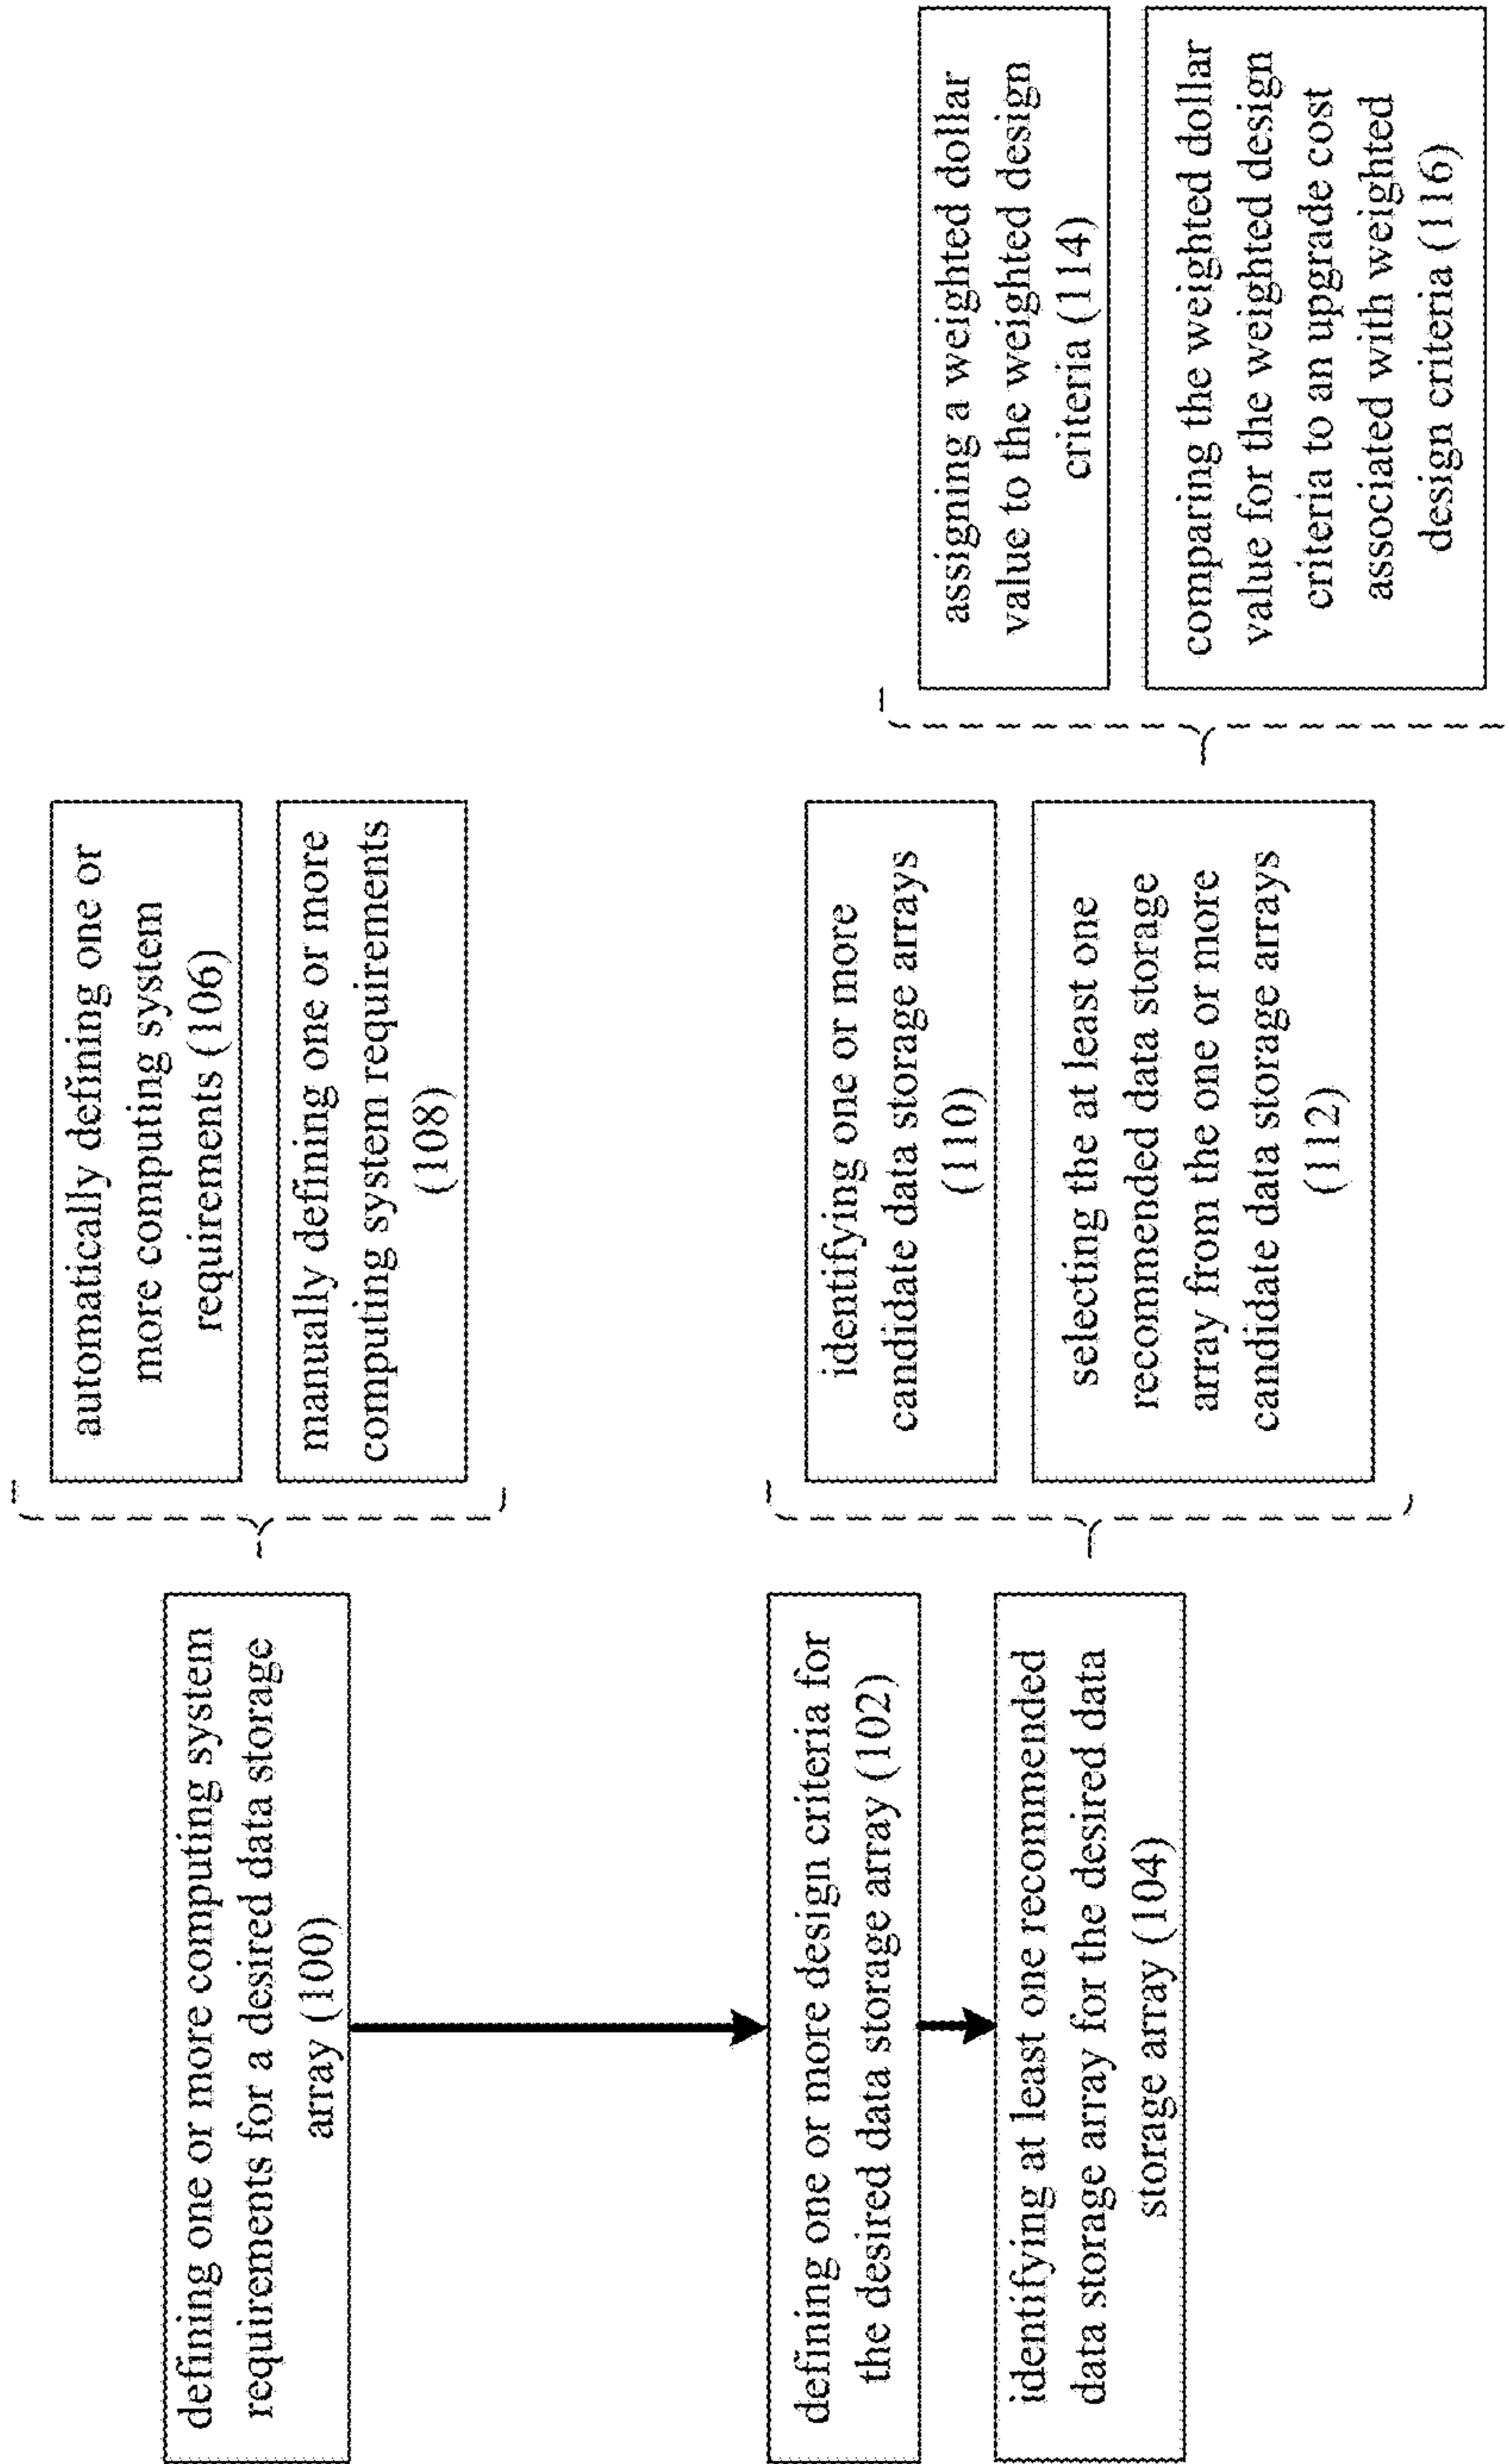 defining one or more computing system
requirements for a desired data storage
array (100)
automatically defining one or
more computing system
requirements (106)
manually defining one or more
computing system requirements
(108)
defining one or more design criteria for
the desired data storage array (102)
identifying at least one recommended
data storage array for the desired data
storage array (104)
identifying one or more
candidate data storage arrays
(110)
selecting the at least one
recommended data storage
array from the one or more
candidate data storage arrays
(112)
assigning a weighted dollar
value to the weighted design
criteria (114)
comparing the weighted dollar
value for the weighted design
criteria to an upgrade cost
associated with weighted
design criteria (116)